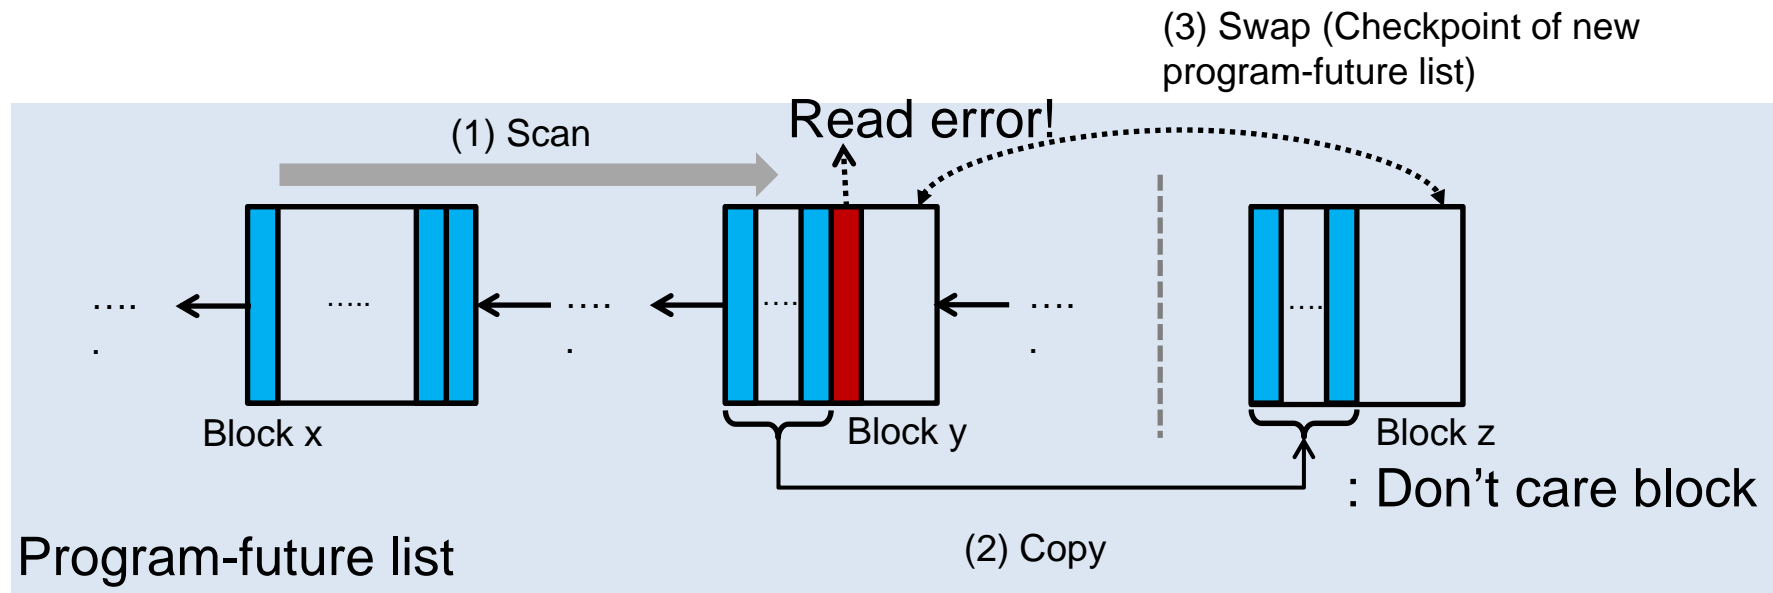 (3) Swap (Checkpoint of new
program-future list)
(1) Scan
Read error!
....
.
.....
....
.
....
....
.
....
Block x
Block y
Block z
: Don't care block
(2) Copy
Program-future list